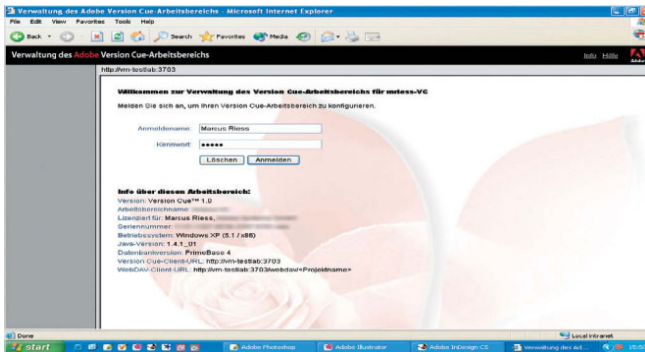 Verwaltung des Adobe Version Cue-Arbeitsbereichs - Microsoft Internet Explorer
File Edit View Favorites Tools Help
Back Search Favorites Media
Verwaltung des Adobe Version Cue-Arbeitsbereichs
Info Hilfe
Adobe
http://vm-testlab:3703
Willkommen zur Verwaltung des Version Cue-Arbeitsbereichs für mriess-VC
Melden Sie sich an, um Ihren Version Cue-Arbeitsbereich zu konfigurieren.
Anmeldename: Marcus Riess
Kennwort: •••••
Löschen Anmelden
Info über diesen Arbeitsbereich:
Version: Version Cue™ 1.0
Arbeitsbereichname:
Lizenziert für: Marcus Riess,
Seriennummer:
Betriebssystem: Windows XP (5.1 / x86)
Java-Version: 1.4.1_01
Datenbankversion: PrimeBase 4
Version Cue-Client-URL: http://vm-testlab:3703
WebDAV-Client-URL: http://vm-testlab:3703/webdav/<Projektname>
Done
Local intranet
start
Adobe Photoshop
Adobe Illustrator
Adobe InDesign CS
Verwaltung des Ad...